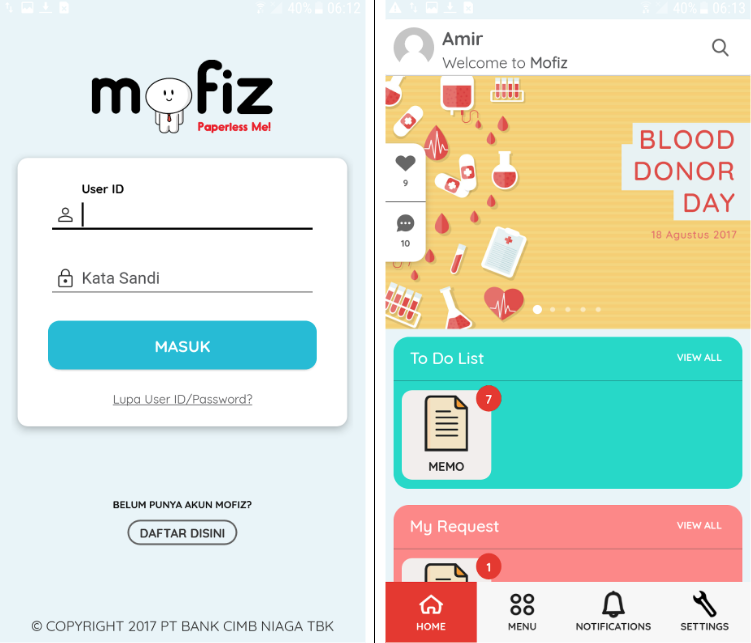 40% 06:12
mofiz
Paperless Me!
User ID
Kata Sandi
MASUK
Lupa User ID/Password?
BELUM PUNYA AKUN MOFIZ?
DAFTAR DISINI
© COPYRIGHT 2017 PT BANK CIMB NIAGA TBK
40% 06:13
Amir
Welcome to Mofiz
9
10
BLOOD
DONOR
DAY
18 Agustus 2017
To Do List VIEW ALL
7
MEMO
My Request VIEW ALL
1
HOME MENU NOTIFICATIONS SETTINGS